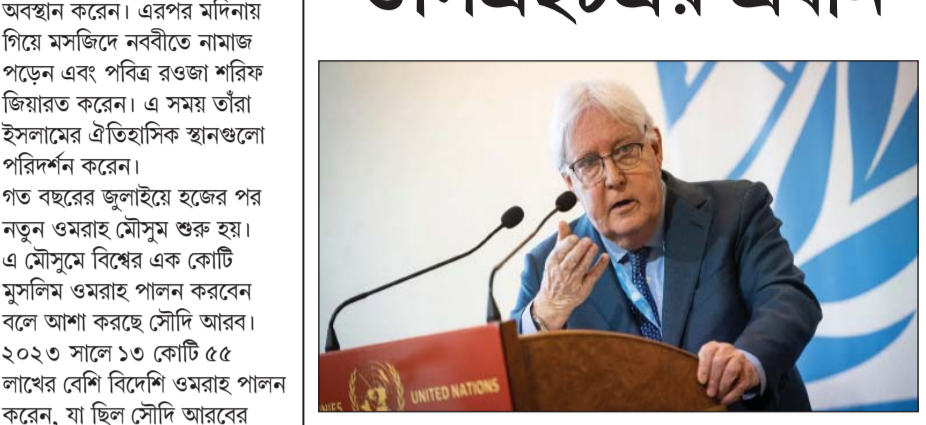 অবস্থান করেন। এরপর মদিনায়
গিয়ে মসজিদে নববীতে নামাজ
পড়েন এবং পবিত্র রওজা শরিফ
জিয়ারত করেন। এ সময় তাঁরা
ইসলামের ঐতিহাসিক স্থানগুলো
পরিদর্শন করেন।
গত বছরের জুলাইয়ে হজের পর
নতুন ওমরাহ মৌসুম শুরু হয়।
এ মৌসুমে বিশ্বের এক কোটি
মুসলিম ওমরাহ পালন করবেন
বলে আশা করছে সৌদি আরব।
২০২৩ সালে ১৩ কোটি ৫৫
লাখের বেশি বিদেশি ওমরাহ পালন
করেন, যা ছিল সৌদি আরবের
UNITED NATIONS